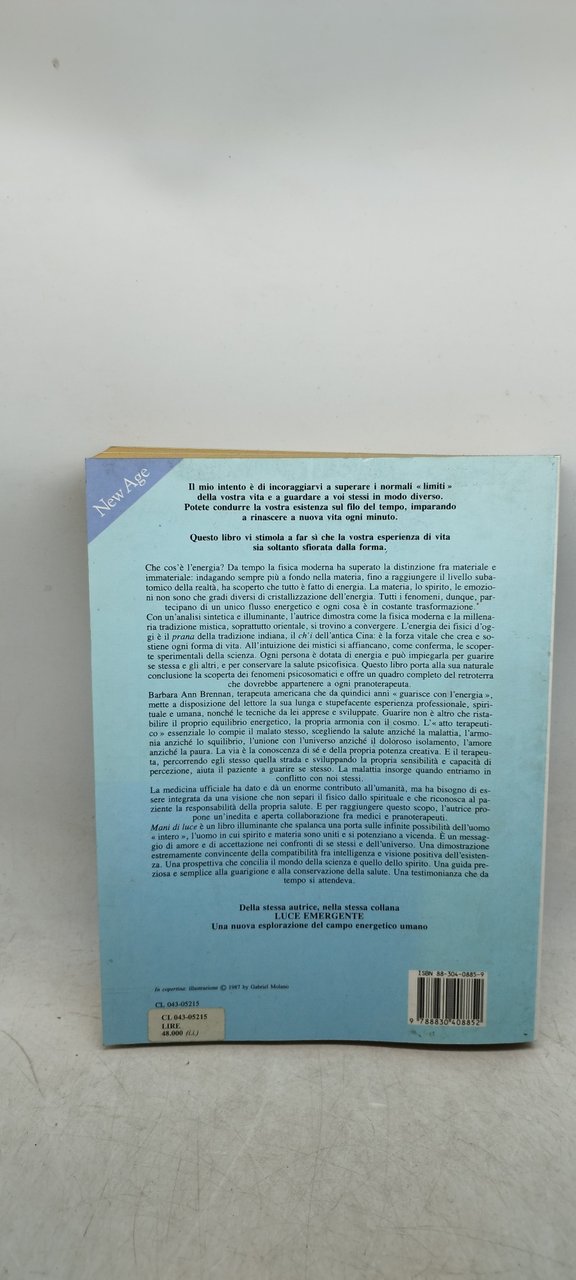 New Age
Il mio intento è di incoraggiarvi a superare i normali « limiti »
della vostra vita e a guardare a voi stessi in modo diverso.
Potete condurre la vostra esistenza sul filo del tempo, imparando
a rinascere a nuova vita ogni minuto.
Questo libro vi stimola a far sì che la vostra esperienza di vita
sia soltanto sfiorata dalla forma.
Che cos'è l'energia? Da tempo la fisica moderna ha superato la distinzione fra materiale e
immateriale: indagando sempre più a fondo nella materia, fino a raggiungere il livello suba-
tomico della realtà, ha scoperto che tutto è fatto di energia. La materia, lo spirito, le emozio-
ni non sono che gradi diversi di cristallizzazione dell'energia. Tutti i fenomeni, dunque, par-
tecipano di un unico flusso energetico e ogni cosa è in costante trasformazione.
Con un'analisi sintetica e illuminante, l'autrice dimostra come la fisica moderna e la millena-
ria tradizione mistica, soprattutto orientale, si trovino a convergere. L'energia dei fisici d'og-
gi è il prana della tradizione indiana, il ch'i dell'antica Cina: è la forza vitale che crea e so-
stiene ogni forma di vita. All'intuizione dei mistici si affiancano, come conferma, le scoper-
te sperimentali della scienza. Ogni persona è dotata di energia e può impiegarla per guarire
se stessa e gli altri, e per conservare la salute psicofisica. Questo libro porta alla sua naturale
conclusione la scoperta dei fenomeni psicosomatici e offre un quadro completo del retroterra
che dovrebbe appartenere a ogni pranoterapeuta.
Barbara Ann Brennan, terapeuta americana che da quindici anni « guarisce con l'energia »,
mette a disposizione del lettore la sua lunga e stupefacente esperienza professionale, spiri-
tuale e umana, nonché le tecniche da lei apprese e sviluppate. Guarire non è altro che rista-
bilire il proprio equilibrio energetico, la propria armonia con il cosmo. L'« atto terapeuti-
co » essenziale lo compie il malato stesso, scegliendo la salute anziché la malattia, l'armo-
nia anziché lo squilibrio, l'unione con l'universo anziché il doloroso isolamento, l'amore
anziché la paura. La via è la conoscenza di sé e della propria potenza creativa. E il terapeu-
ta, percorrendo egli stesso quella strada e sviluppando la propria sensibilità e capacità di
percezione, aiuta il paziente a guarire se stesso. La malattia insorge quando entriamo in
conflitto con noi stessi.
La medicina ufficiale ha dato e dà un enorme contributo all'umanità, ma ha bisogno di es-
sere integrata da una visione che non separi il fisico dallo spirituale e che riconosca al pa-
ziente la responsabilità della propria salute. E per raggiungere questo scopo, l'autrice pro-
pone un'inedita e aperta collaborazione fra medici e pranoterapeuti.
Mani di luce è un libro illuminante che spalanca una porta sulle infinite possibilità dell'uomo
« intero », l'uomo in cui spirito e materia sono uniti e si potenziano a vicenda. È un messag-
gio di amore e di accettazione nei confronti di se stessi e dell'universo. Una dimostrazione
estremamente convincente della compatibilità fra intelligenza e visione positiva dell'esisten-
za. Una prospettiva che concilia il mondo della scienza e quello dello spirito. Una guida pre-
ziosa e semplice alla guarigione e alla conservazione della salute. Una testimonianza che da
tempo si attendeva.
Della stessa autrice, nella stessa collana
LUCE EMERGENTE
Una nuova esplorazione del campo energetico umano
In copertina: illustrazione © 1987 by Gabriel Molano
CL 043-05215
CL 043-05215
LIRE
48.000 (i.i.)
ISBN 88-304-0885-9
9 788830 408852